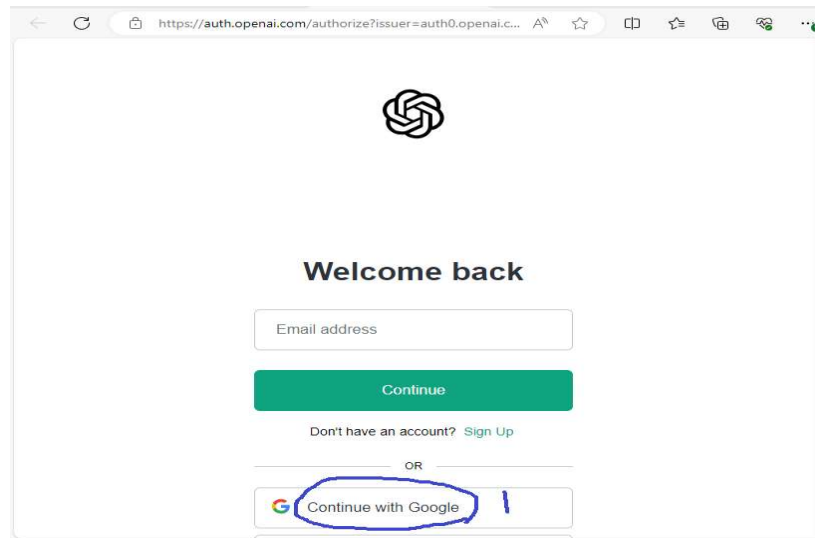 https://auth.openai.com/authorize?issuer=auth0.openai.c...
Welcome back
Email address
Continue
Don't have an account? Sign Up
OR
Continue with Google 1